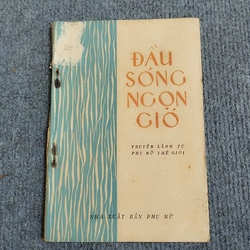 ĐẦU
SÓNG
NGỌN
GIÓ
TRUYỆN LÃNH TỤ
PHỤ NỮ THẾ GIỚI
NHÀ XUẤT BẢN PHỤ NỮ